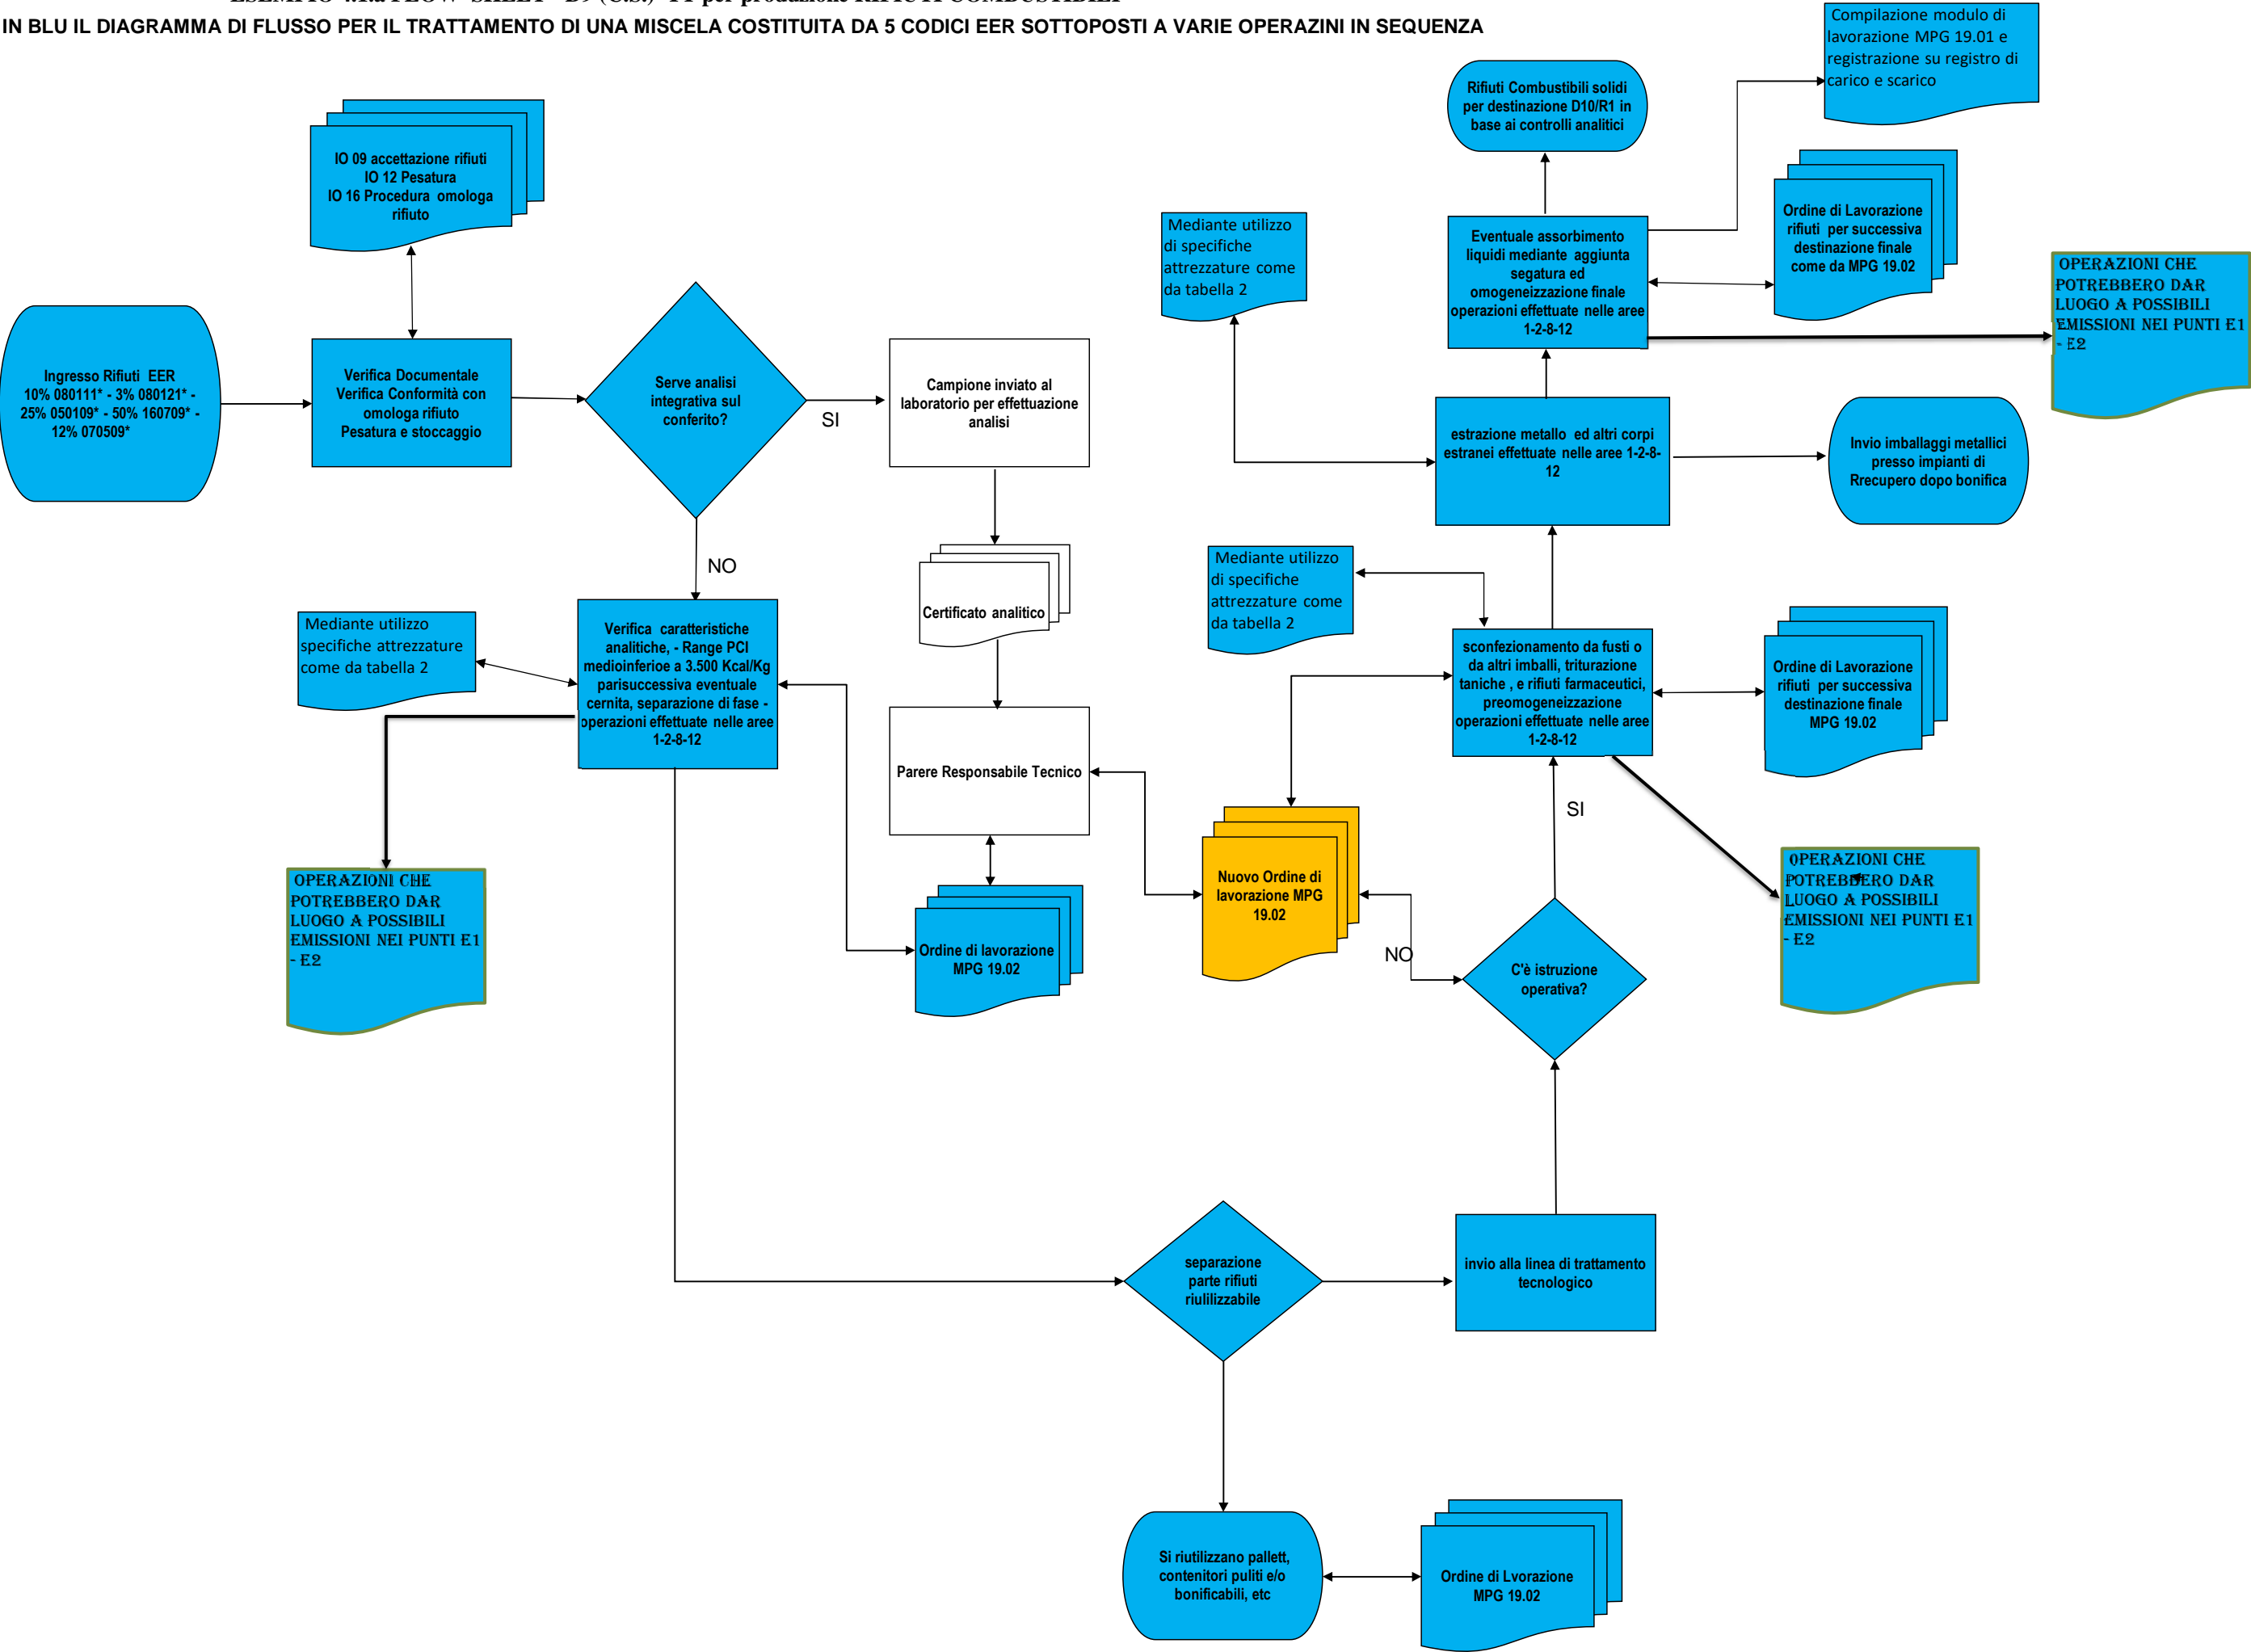 IN BLU IL DIAGRAMMA DI FLUSSO PER IL TRATTAMENTO DI UNA MISCELA COSTITUITA DA 5 CODICI EER SOTTOPOSTI A VARIE OPERAZINI IN SEQUENZA
Compilazione modulo di
lavorazione MPG 19.01 e
registrazione su registro di
carico e scarico
Rifiuti Combustibili solidi
per destinazione D10/R1 in
base ai controlli analitici
IO 09 accettazione rifiuti
IO 12 Pesatura
IO 16 Procedura omologa
rifiuto
Mediante utilizzo
di specifiche
attrezzature come
da tabella 2
Eventuale assorbimento
liquidi mediante aggiunta
segatura ed
omogeneizzazione finale
operazioni effettuate nelle aree
1-2-8-12
Ordine di Lavorazione
rifiuti per successiva
destinazione finale
come da MPG 19.02
OPERAZIONI CHE
POTREBBERO DAR
LUOGO A POSSIBILI
EMISSIONI NEI PUNTI E1
- E2
Ingresso Rifiuti EER
10% 080111* - 3% 080121* -
25% 050109* - 50% 160709* -
12% 070509*
Verifica Documentale
Verifica Conformità con
omologa rifiuto
Pesatura e stoccaggio
Serve analisi
integrativa sul
conferito?
SI
Campione inviato al
laboratorio per effettuazione
analisi
estrazione metallo ed altri corpi
estranei effettuate nelle aree 1-2-8-
12
Invio imballaggi metallici
presso impianti di
Rrecupero dopo bonifica
NO
Certificato analitico
Mediante utilizzo
di specifiche
attrezzature come
da tabella 2
Mediante utilizzo
specifiche attrezzature
come da tabella 2
Verifica caratteristiche
analitiche, - Range PCI
medioinferioe a 3.500 Kcal/Kg
parisuccessiva eventuale
cernita, separazione di fase -
operazioni effettuate nelle aree
1-2-8-12
sconfezionamento da fusti o
da altri imballi, triturazione
taniche , e rifiuti farmaceutici,
preomogeneizzazione
operazioni effettuate nelle aree
1-2-8-12
Ordine di Lavorazione
rifiuti per successiva
destinazione finale
MPG 19.02
Parere Responsabile Tecnico
SI
OPERAZIONI CHE
POTREBBERO DAR
LUOGO A POSSIBILI
EMISSIONI NEI PUNTI E1
- E2
Ordine di lavorazione
MPG 19.02
Nuovo Ordine di
lavorazione MPG
19.02
NO
C'è istruzione
operativa?
OPERAZIONI CHE
POTREBBERO DAR
LUOGO A POSSIBILI
EMISSIONI NEI PUNTI E1
- E2
separazione
parte rifiuti
riulilizzabile
invio alla linea di trattamento
tecnologico
Si riutilizzano pallett,
contenitori puliti e/o
bonificabili, etc
Ordine di Lvorazione
MPG 19.02